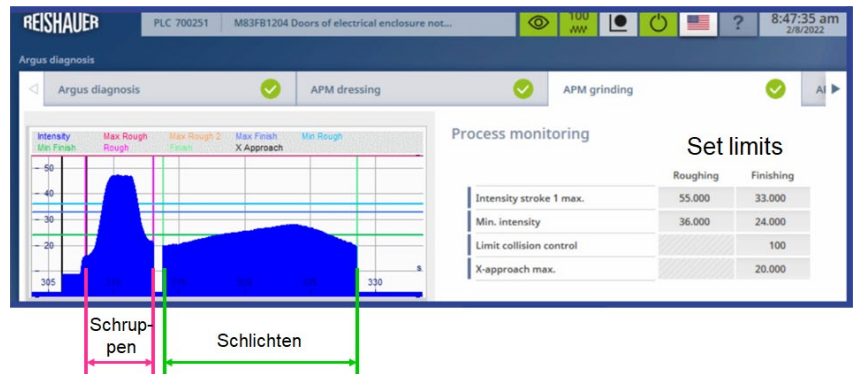 REISHAUER
PLC 700251
M83FB1204 Doors of electrical enclosure not...
100
?
8:47:35 am
2/8/2022
Argus diagnosis
Argus diagnosis
APM dressing
APM grinding
Intensity Max Rough Max Rough 2 Max Finish Min Rough
Min Finish Rough Finish X Approach
50
40
30
20
s
305
330
Process monitoring
Set limits
Roughing Finishing
Intensity stroke 1 max. 55.000 33.000
Min. intensity 36.000 24.000
Limit collision control 100
X-approach max. 20.000
Schrup-
pen
Schlichten